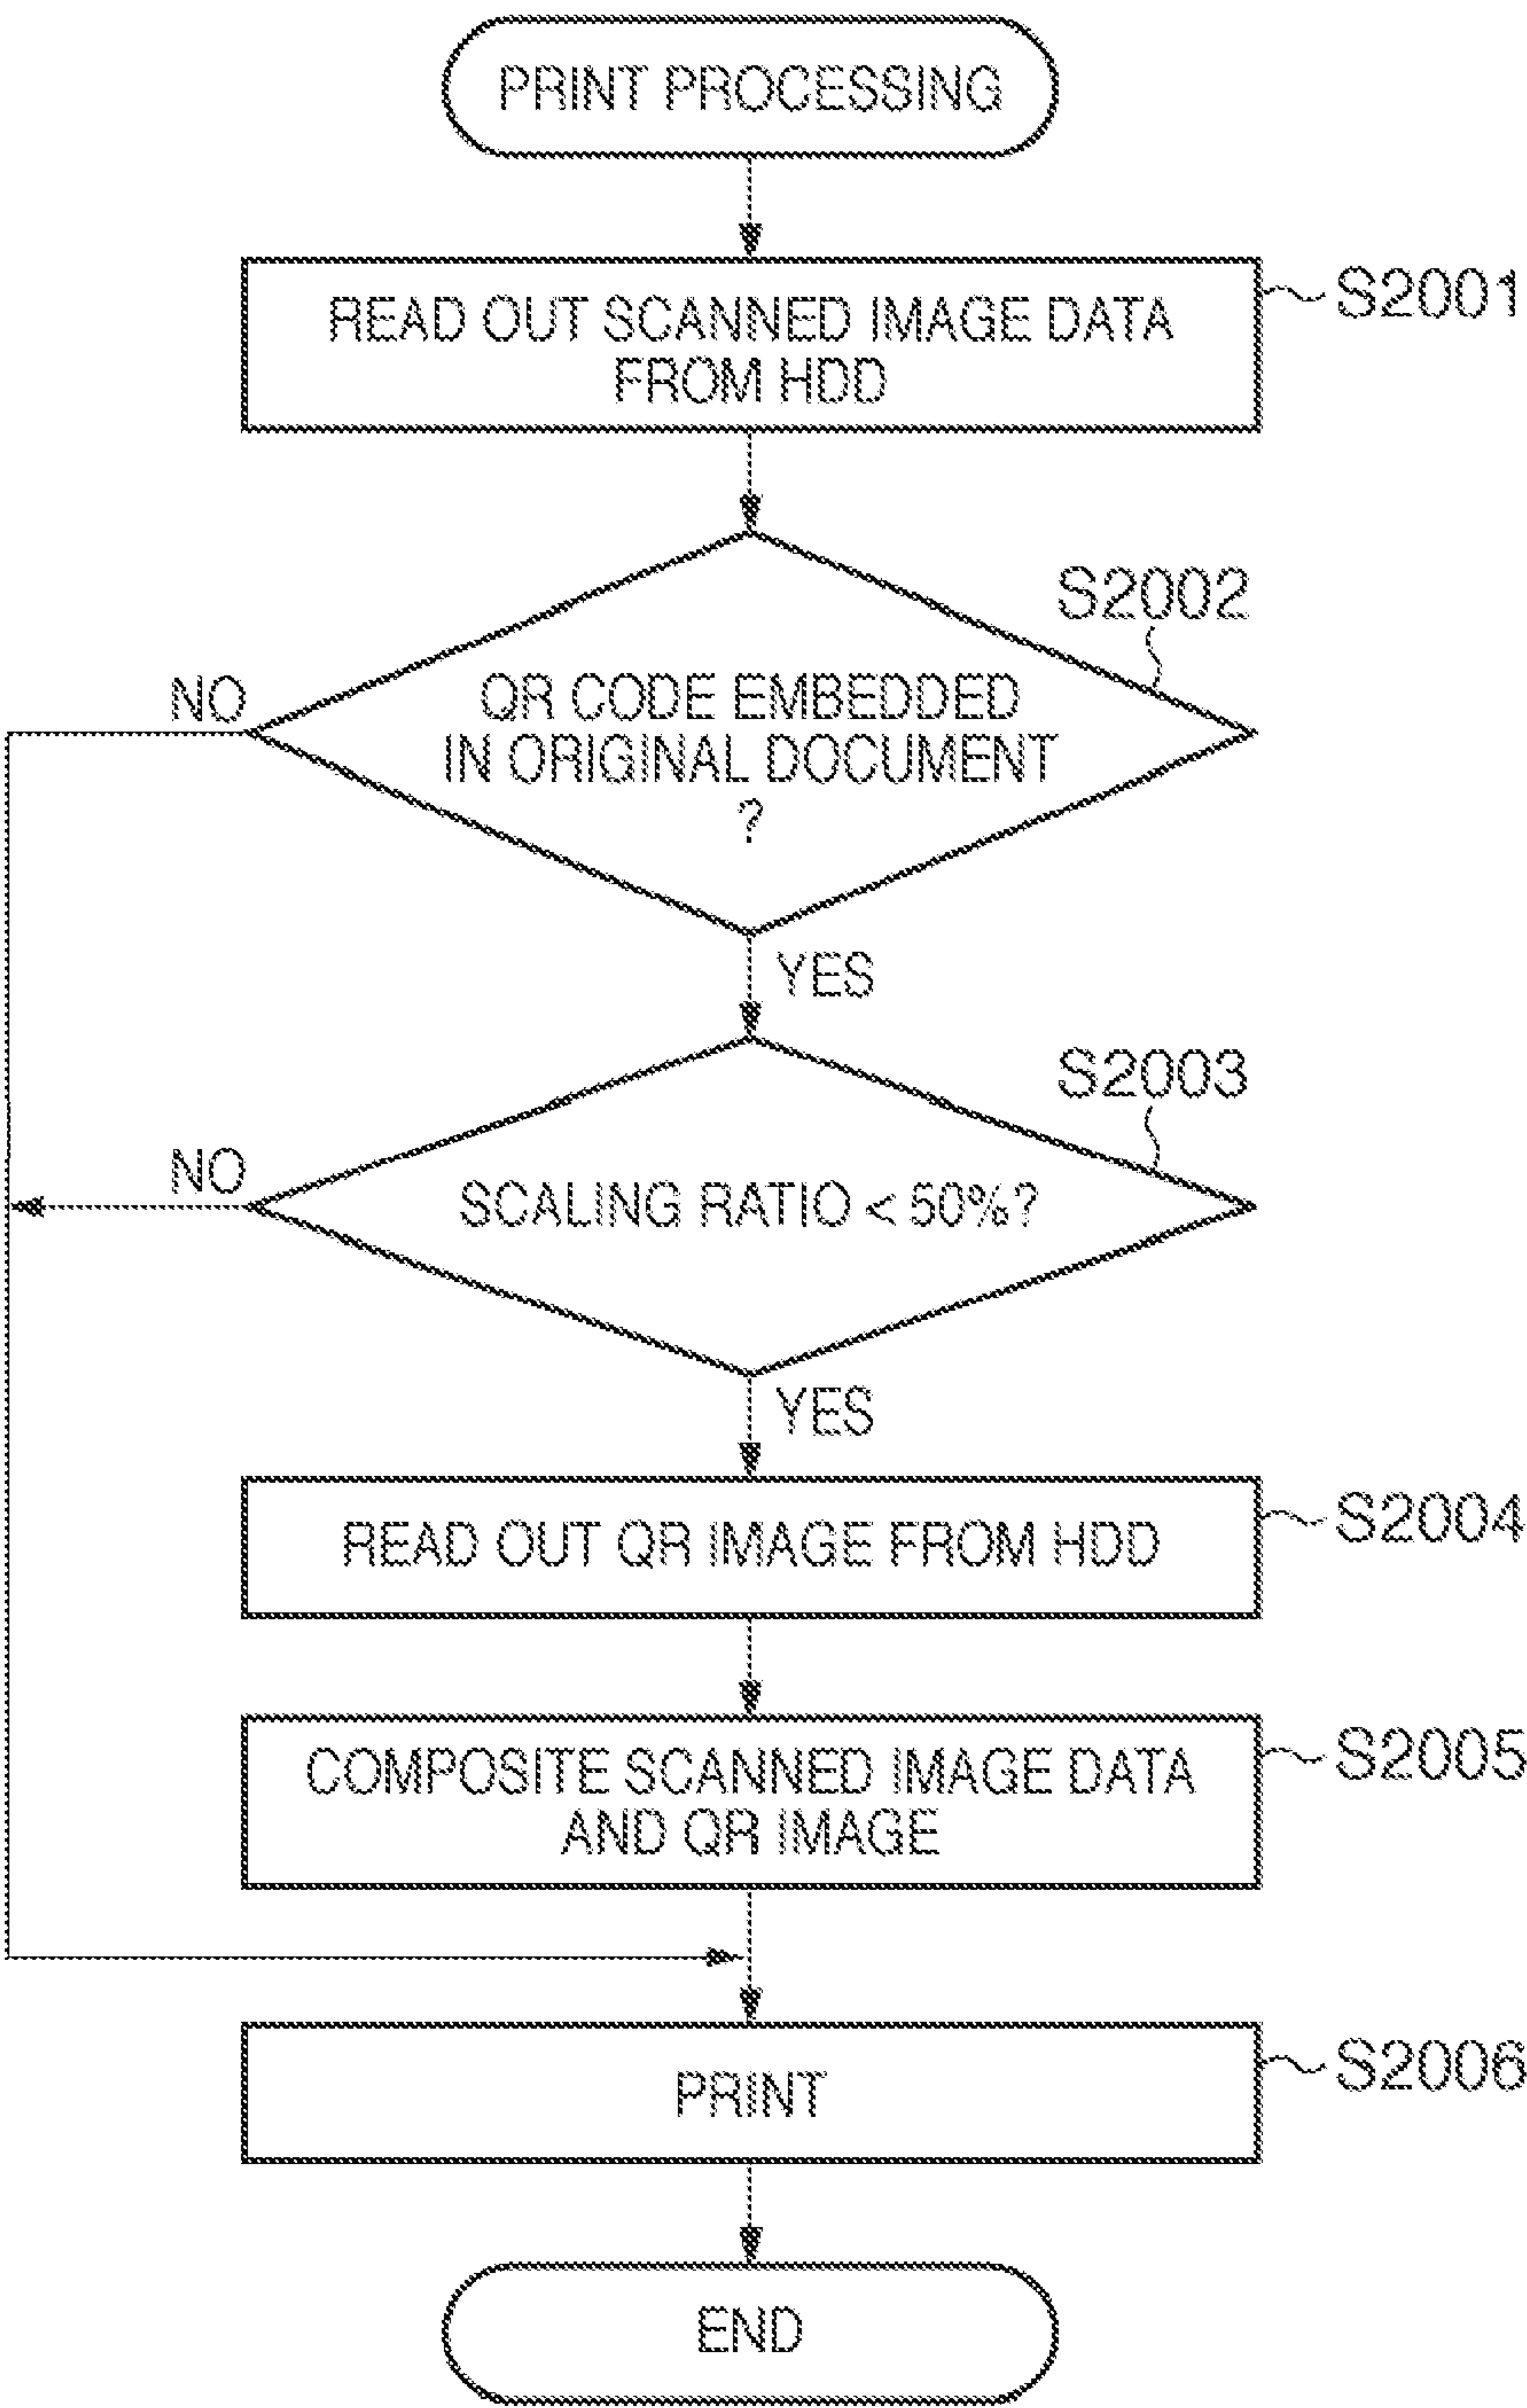 PRINT PROCESSING
READ OUT SCANNED IMAGE DATA
FROM HDD
S2001
S2002
NO
QR CODE EMBEDDED
IN ORIGINAL DOCUMENT
?
YES
S2003
NO
SCALING RATIO < 50%?
YES
READ OUT QR IMAGE FROM HDD
S2004
COMPOSITE SCANNED IMAGE DATA
AND QR IMAGE
S2005
PRINT
S2006
END